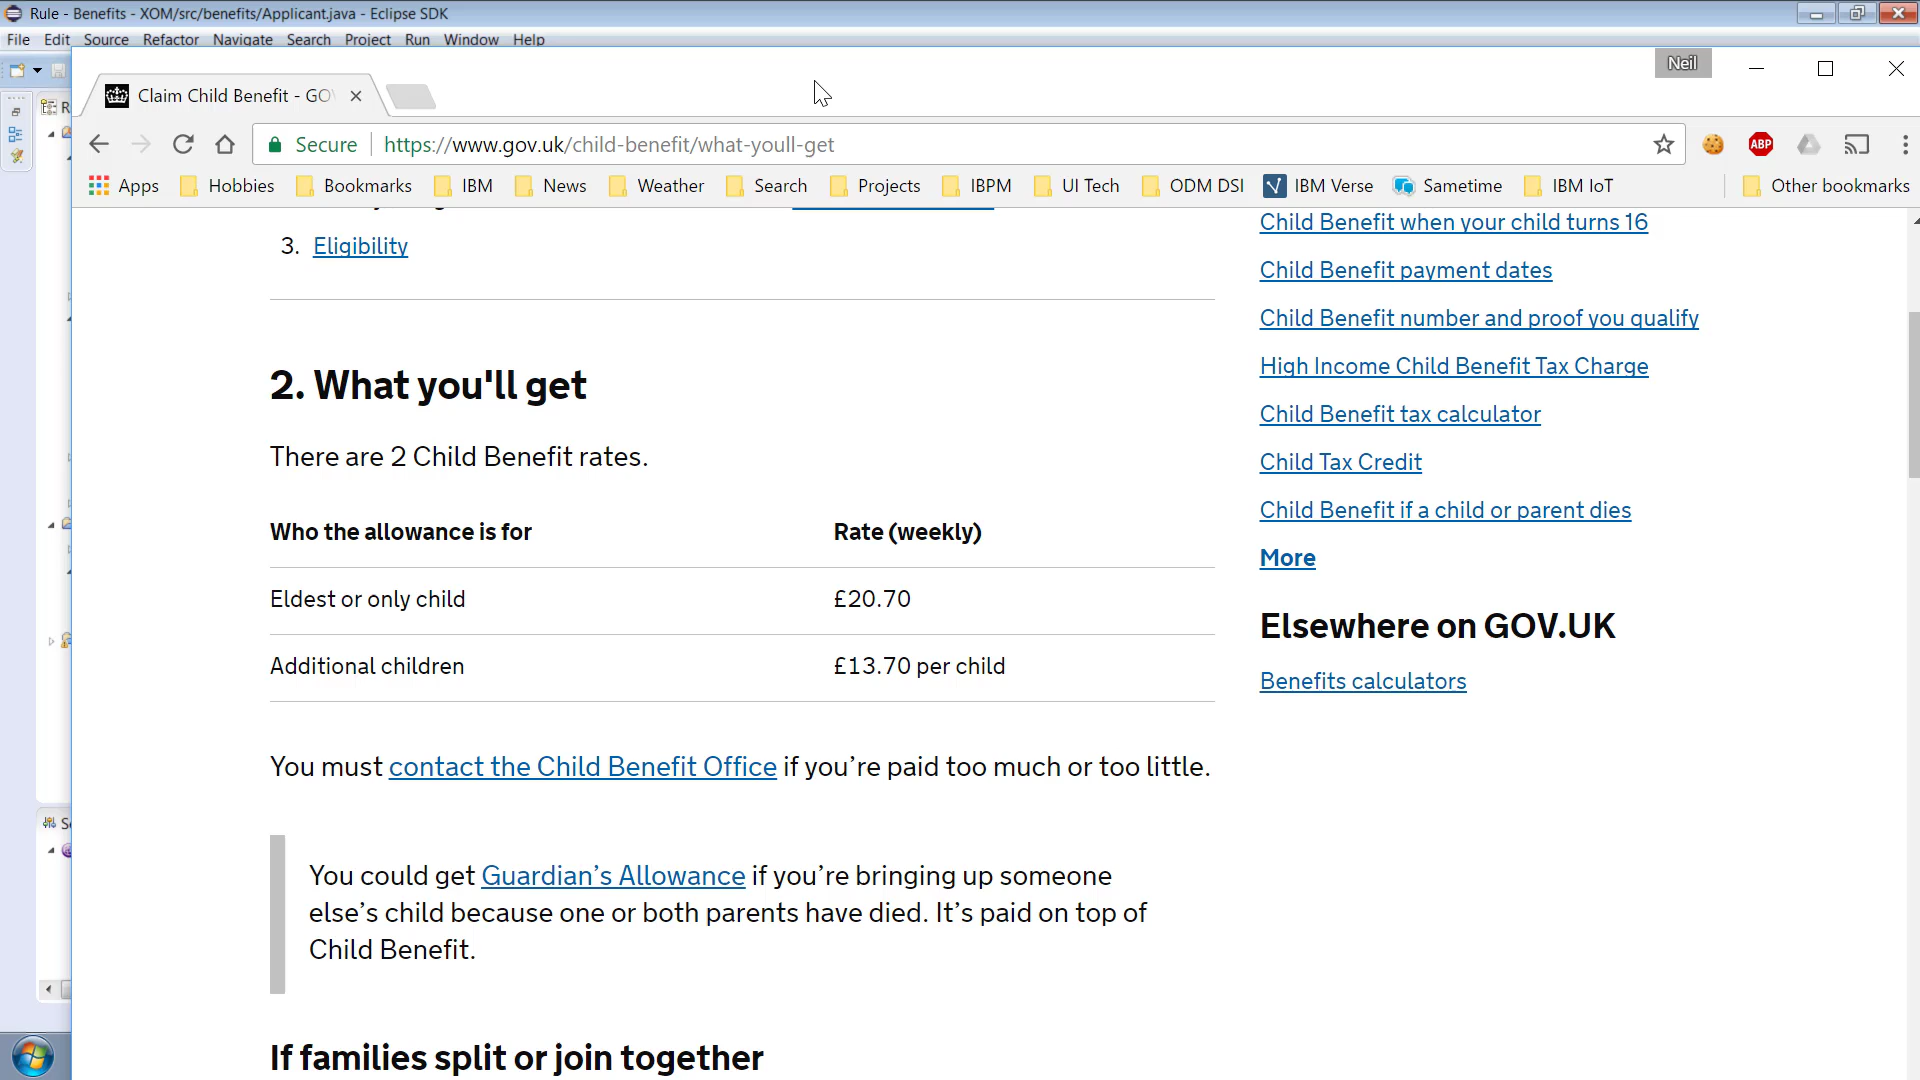 Rule - Benefits - XOM/src/benefits/Applicant.java - Eclipse SDK
File Edit Source Refactor Navigate Search Project Run Window Help
Neil
Claim Child Benefit - GO
Secure https://www.gov.uk/child-benefit/what-youll-get
Apps Hobbies Bookmarks IBM News Weather Search Projects IBPM UI Tech ODM DSI IBM Verse Sametime IBM IoT Other bookmarks
ABP
3. Eligibility
2. What you'll get
There are 2 Child Benefit rates.
Who the allowance is for Rate (weekly)
Eldest or only child £20.70
Additional children £13.70 per child
You must contact the Child Benefit Office if you’re paid too much or too little.
You could get Guardian’s Allowance if you’re bringing up someone
else’s child because one or both parents have died. It’s paid on top of
Child Benefit.
If families split or join together
Child Benefit when your child turns 16
Child Benefit payment dates
Child Benefit number and proof you qualify
High Income Child Benefit Tax Charge
Child Benefit tax calculator
Child Tax Credit
Child Benefit if a child or parent dies
More
Elsewhere on GOV.UK
Benefits calculators